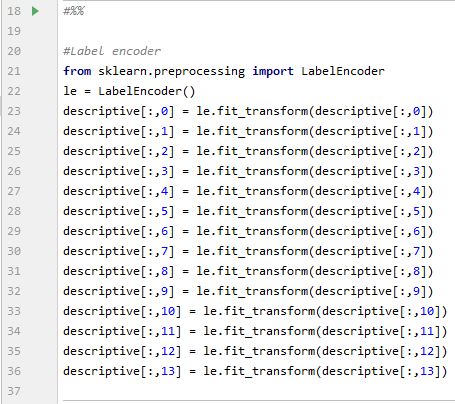 18 #%%
19
20 #Label encoder
21 from sklearn.preprocessing import LabelEncoder
22 le = LabelEncoder()
23 descriptive[:,0] = le.fit_transform(descriptive[:,0])
24 descriptive[:,1] = le.fit_transform(descriptive[:,1])
25 descriptive[:,2] = le.fit_transform(descriptive[:,2])
26 descriptive[:,3] = le.fit_transform(descriptive[:,3])
27 descriptive[:,4] = le.fit_transform(descriptive[:,4])
28 descriptive[:,5] = le.fit_transform(descriptive[:,5])
29 descriptive[:,6] = le.fit_transform(descriptive[:,6])
30 descriptive[:,7] = le.fit_transform(descriptive[:,7])
31 descriptive[:,8] = le.fit_transform(descriptive[:,8])
32 descriptive[:,9] = le.fit_transform(descriptive[:,9])
33 descriptive[:,10] = le.fit_transform(descriptive[:,10])
34 descriptive[:,11] = le.fit_transform(descriptive[:,11])
35 descriptive[:,12] = le.fit_transform(descriptive[:,12])
36 descriptive[:,13] = le.fit_transform(descriptive[:,13])
37